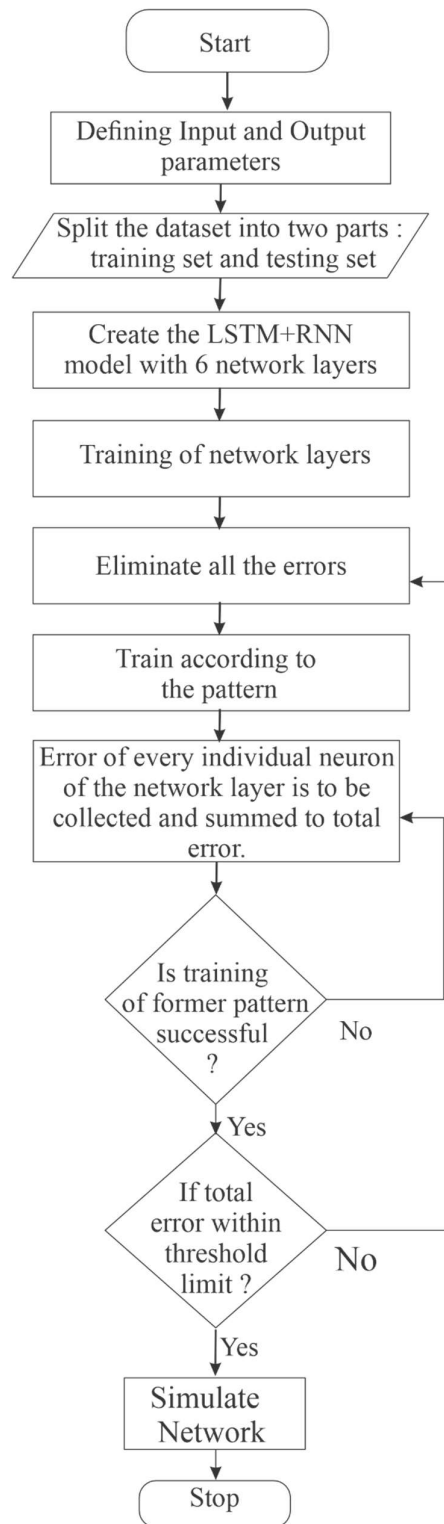 Start
Defining Input and Output
parameters
Split the dataset into two parts :
training set and testing set
Create the LSTM+RNN
model with 6 network layers
Training of network layers
Eliminate all the errors
Train according to
the pattern
Error of every individual neuron
of the network layer is to be
collected and summed to total
error.
Is training
of former pattern
successful
?
No
Yes
If total
error within
threshold
limit ?
No
Yes
Simulate
Network
Stop